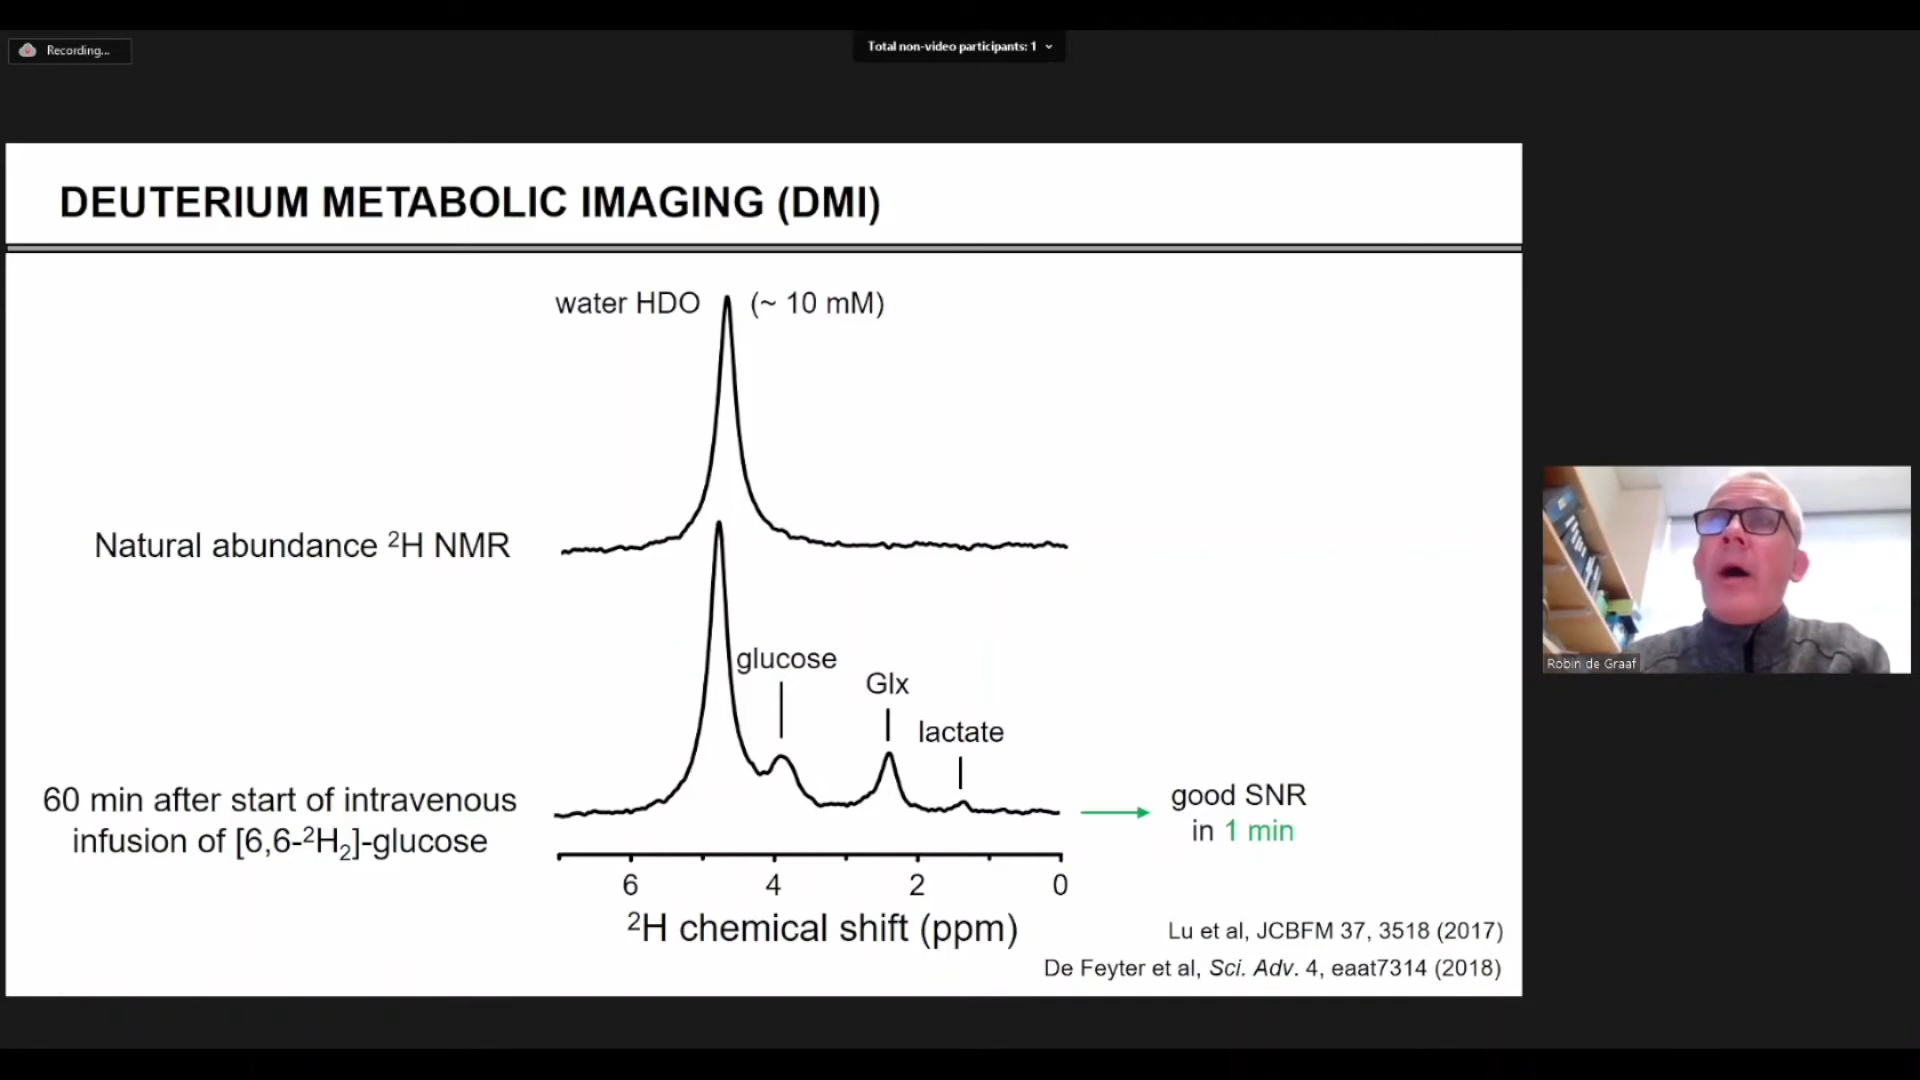 Recording...
Total non-video participants: 1
DEUTERIUM METABOLIC IMAGING (DMI)
water HDO (~ 10 mM)
Natural abundance ²H NMR
glucose
Glx
lactate
60 min after start of intravenous
infusion of [6,6-²H₂]-glucose
good SNR
in 1 min
6 4 2 0
²H chemical shift (ppm)
Lu et al, JCBFM 37, 3518 (2017)
De Feyter et al, Sci. Adv. 4, eaat7314 (2018)
Robin de Graaf